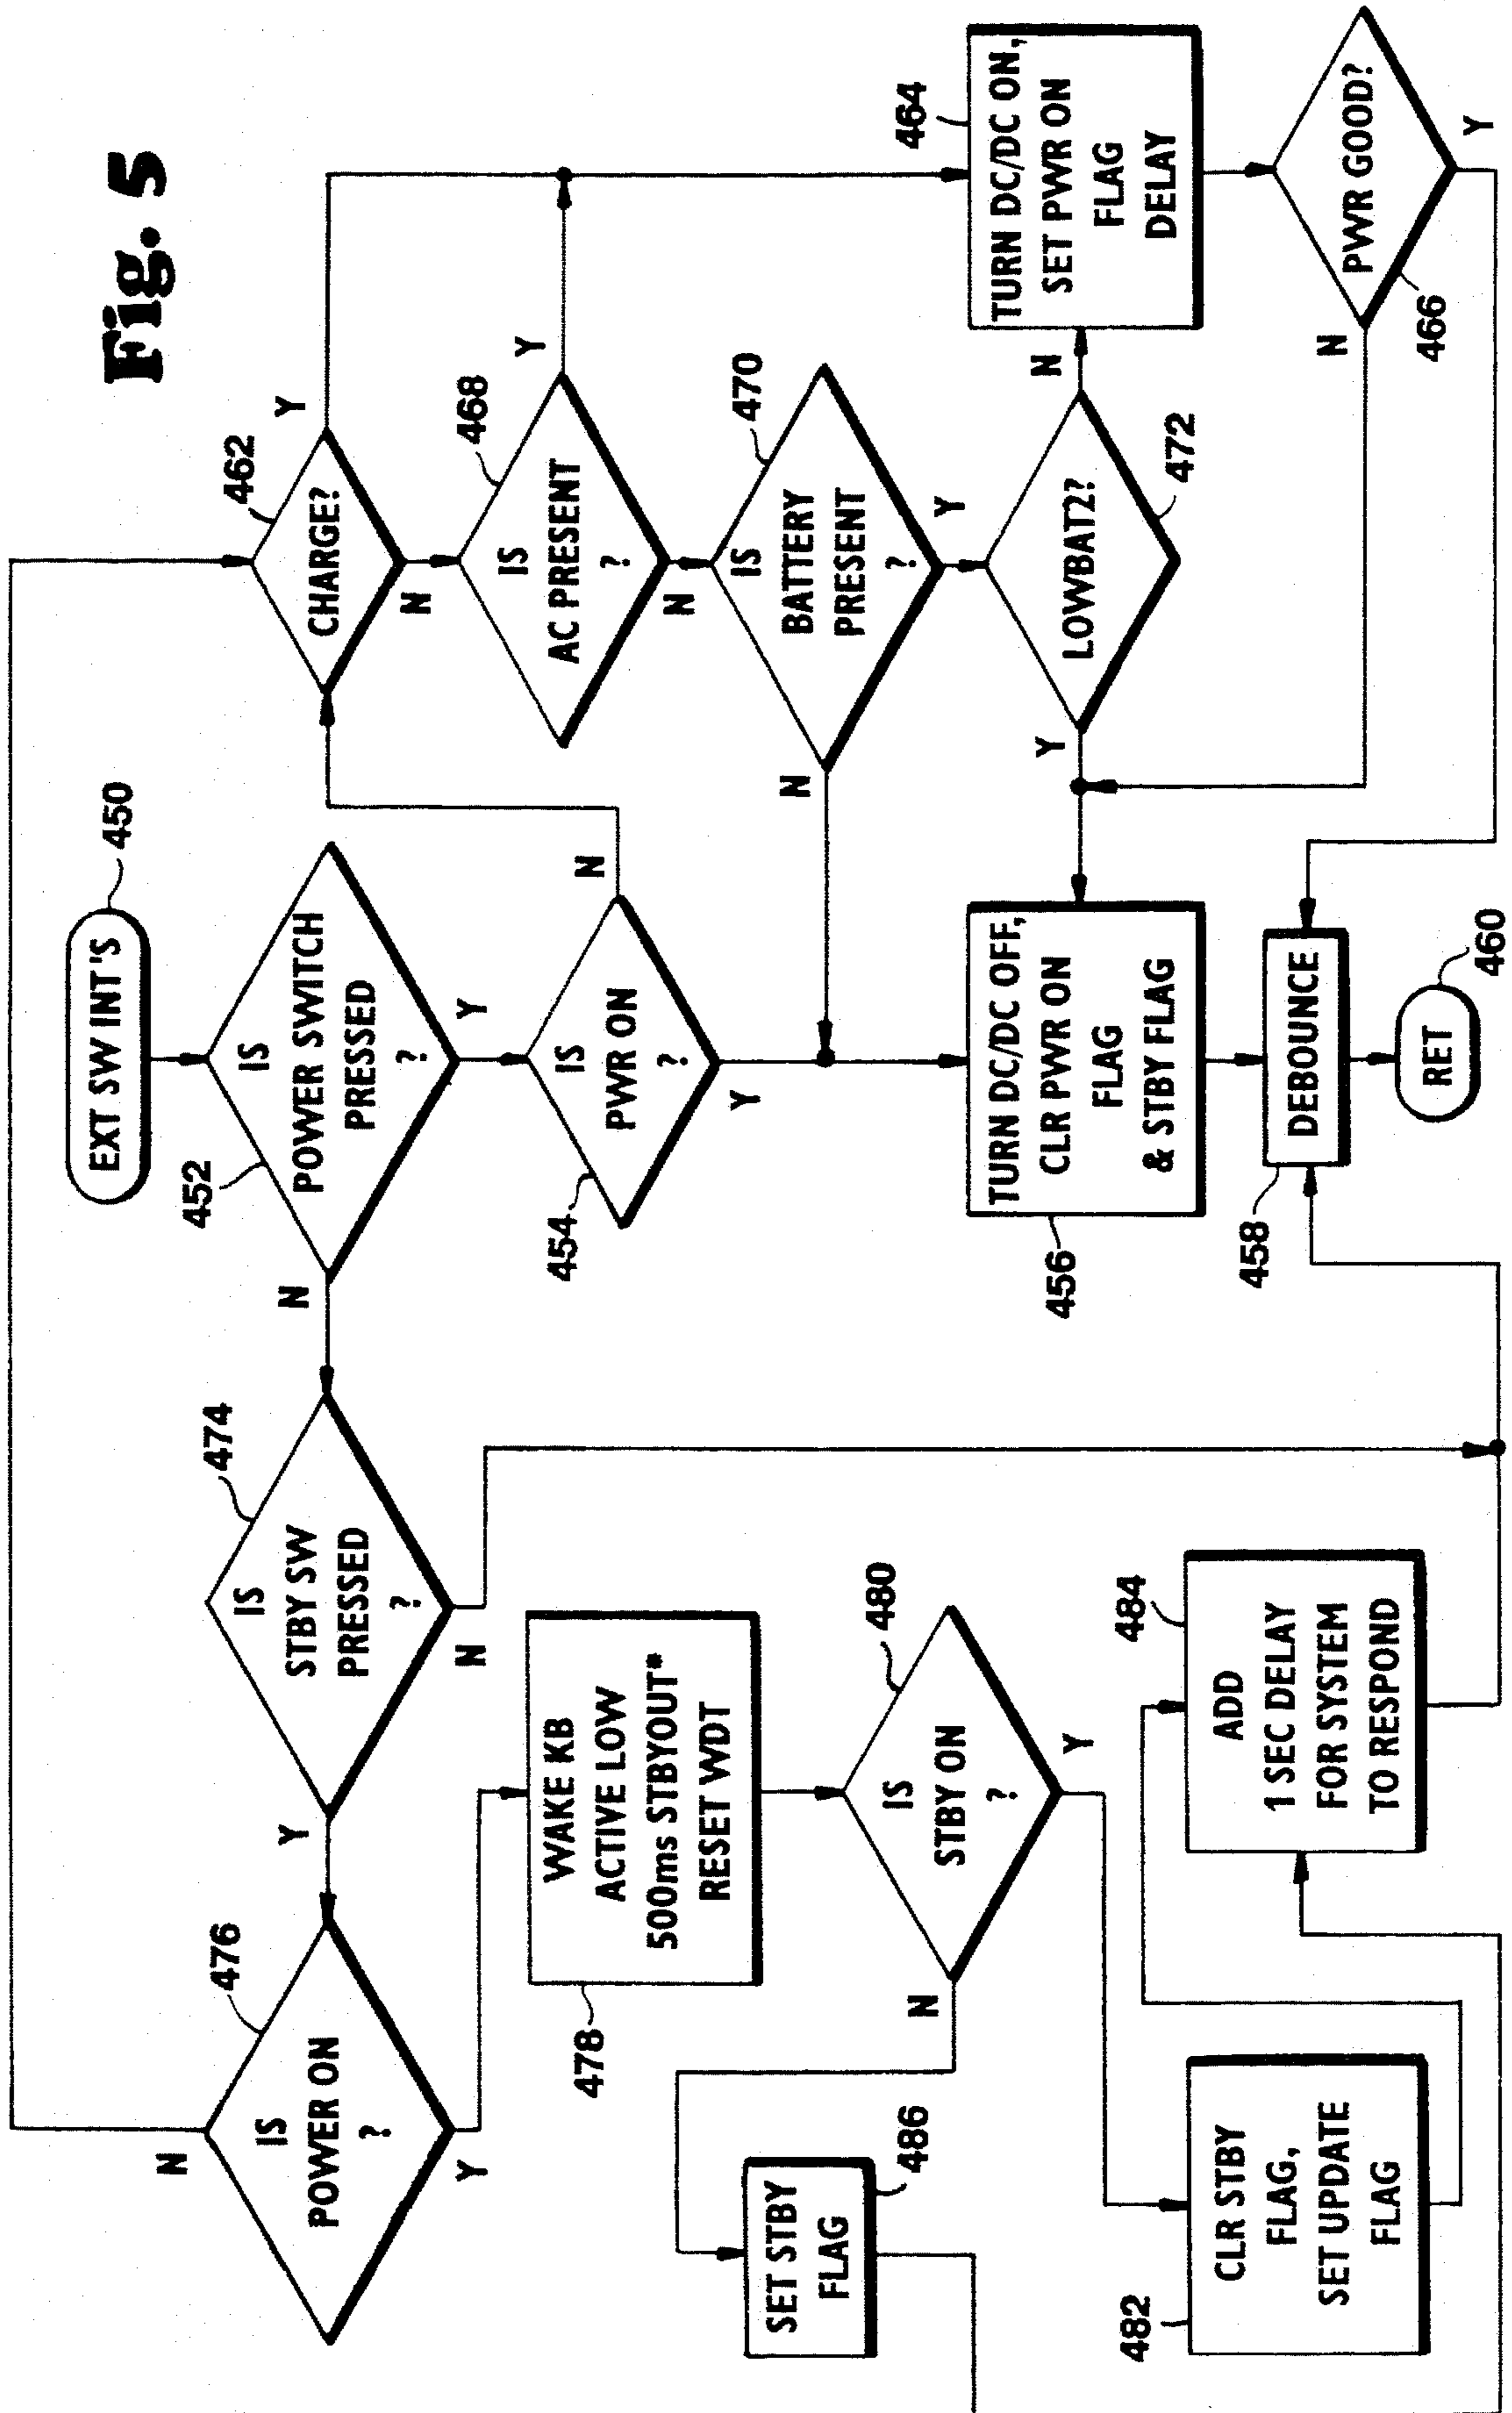 Fig. 5
EXT SW INT'S
450
IS
POWER SWITCH
PRESSED
?
452
N
Y
IS
PWR ON
?
454
N
Y
CHARGE?
462
Y
N
IS
AC PRESENT
?
468
Y
N
IS
BATTERY
PRESENT
?
470
N
Y
LOWBAT2?
472
Y
N
TURN DC/DC ON,
SET PWR ON
FLAG
DELAY
464
PWR GOOD?
466
N
Y
TURN DC/DC OFF,
CLR PWR ON
FLAG
& STBY FLAG
456
DEBOUNCE
458
RET
460
IS
STBY SW
PRESSED
?
474
Y
N
IS
POWER ON
?
476
N
Y
WAKE KB
ACTIVE LOW
500ms STBYOUT*
RESET WDT
478
IS
STBY ON
?
480
N
Y
SET STBY
FLAG
486
CLR STBY
FLAG,
SET UPDATE
FLAG
482
ADD
1 SEC DELAY
FOR SYSTEM
TO RESPOND
484